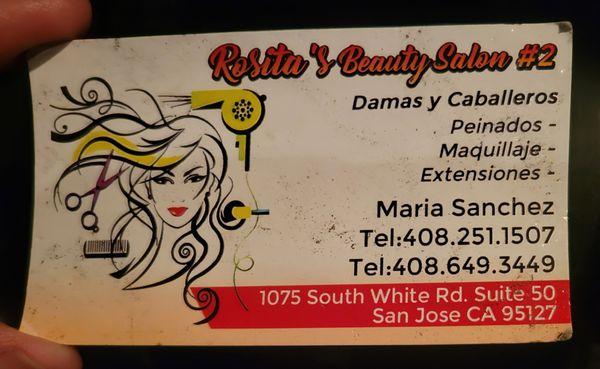 Rosita's Beauty Salon #2
Damas y Caballeros
Peinados -
Maquillaje -
Extensiones -
Maria Sanchez
Tel:408.251.1507
Tel:408.649.3449
1075 South White Rd. Suite 50
San Jose CA 95127